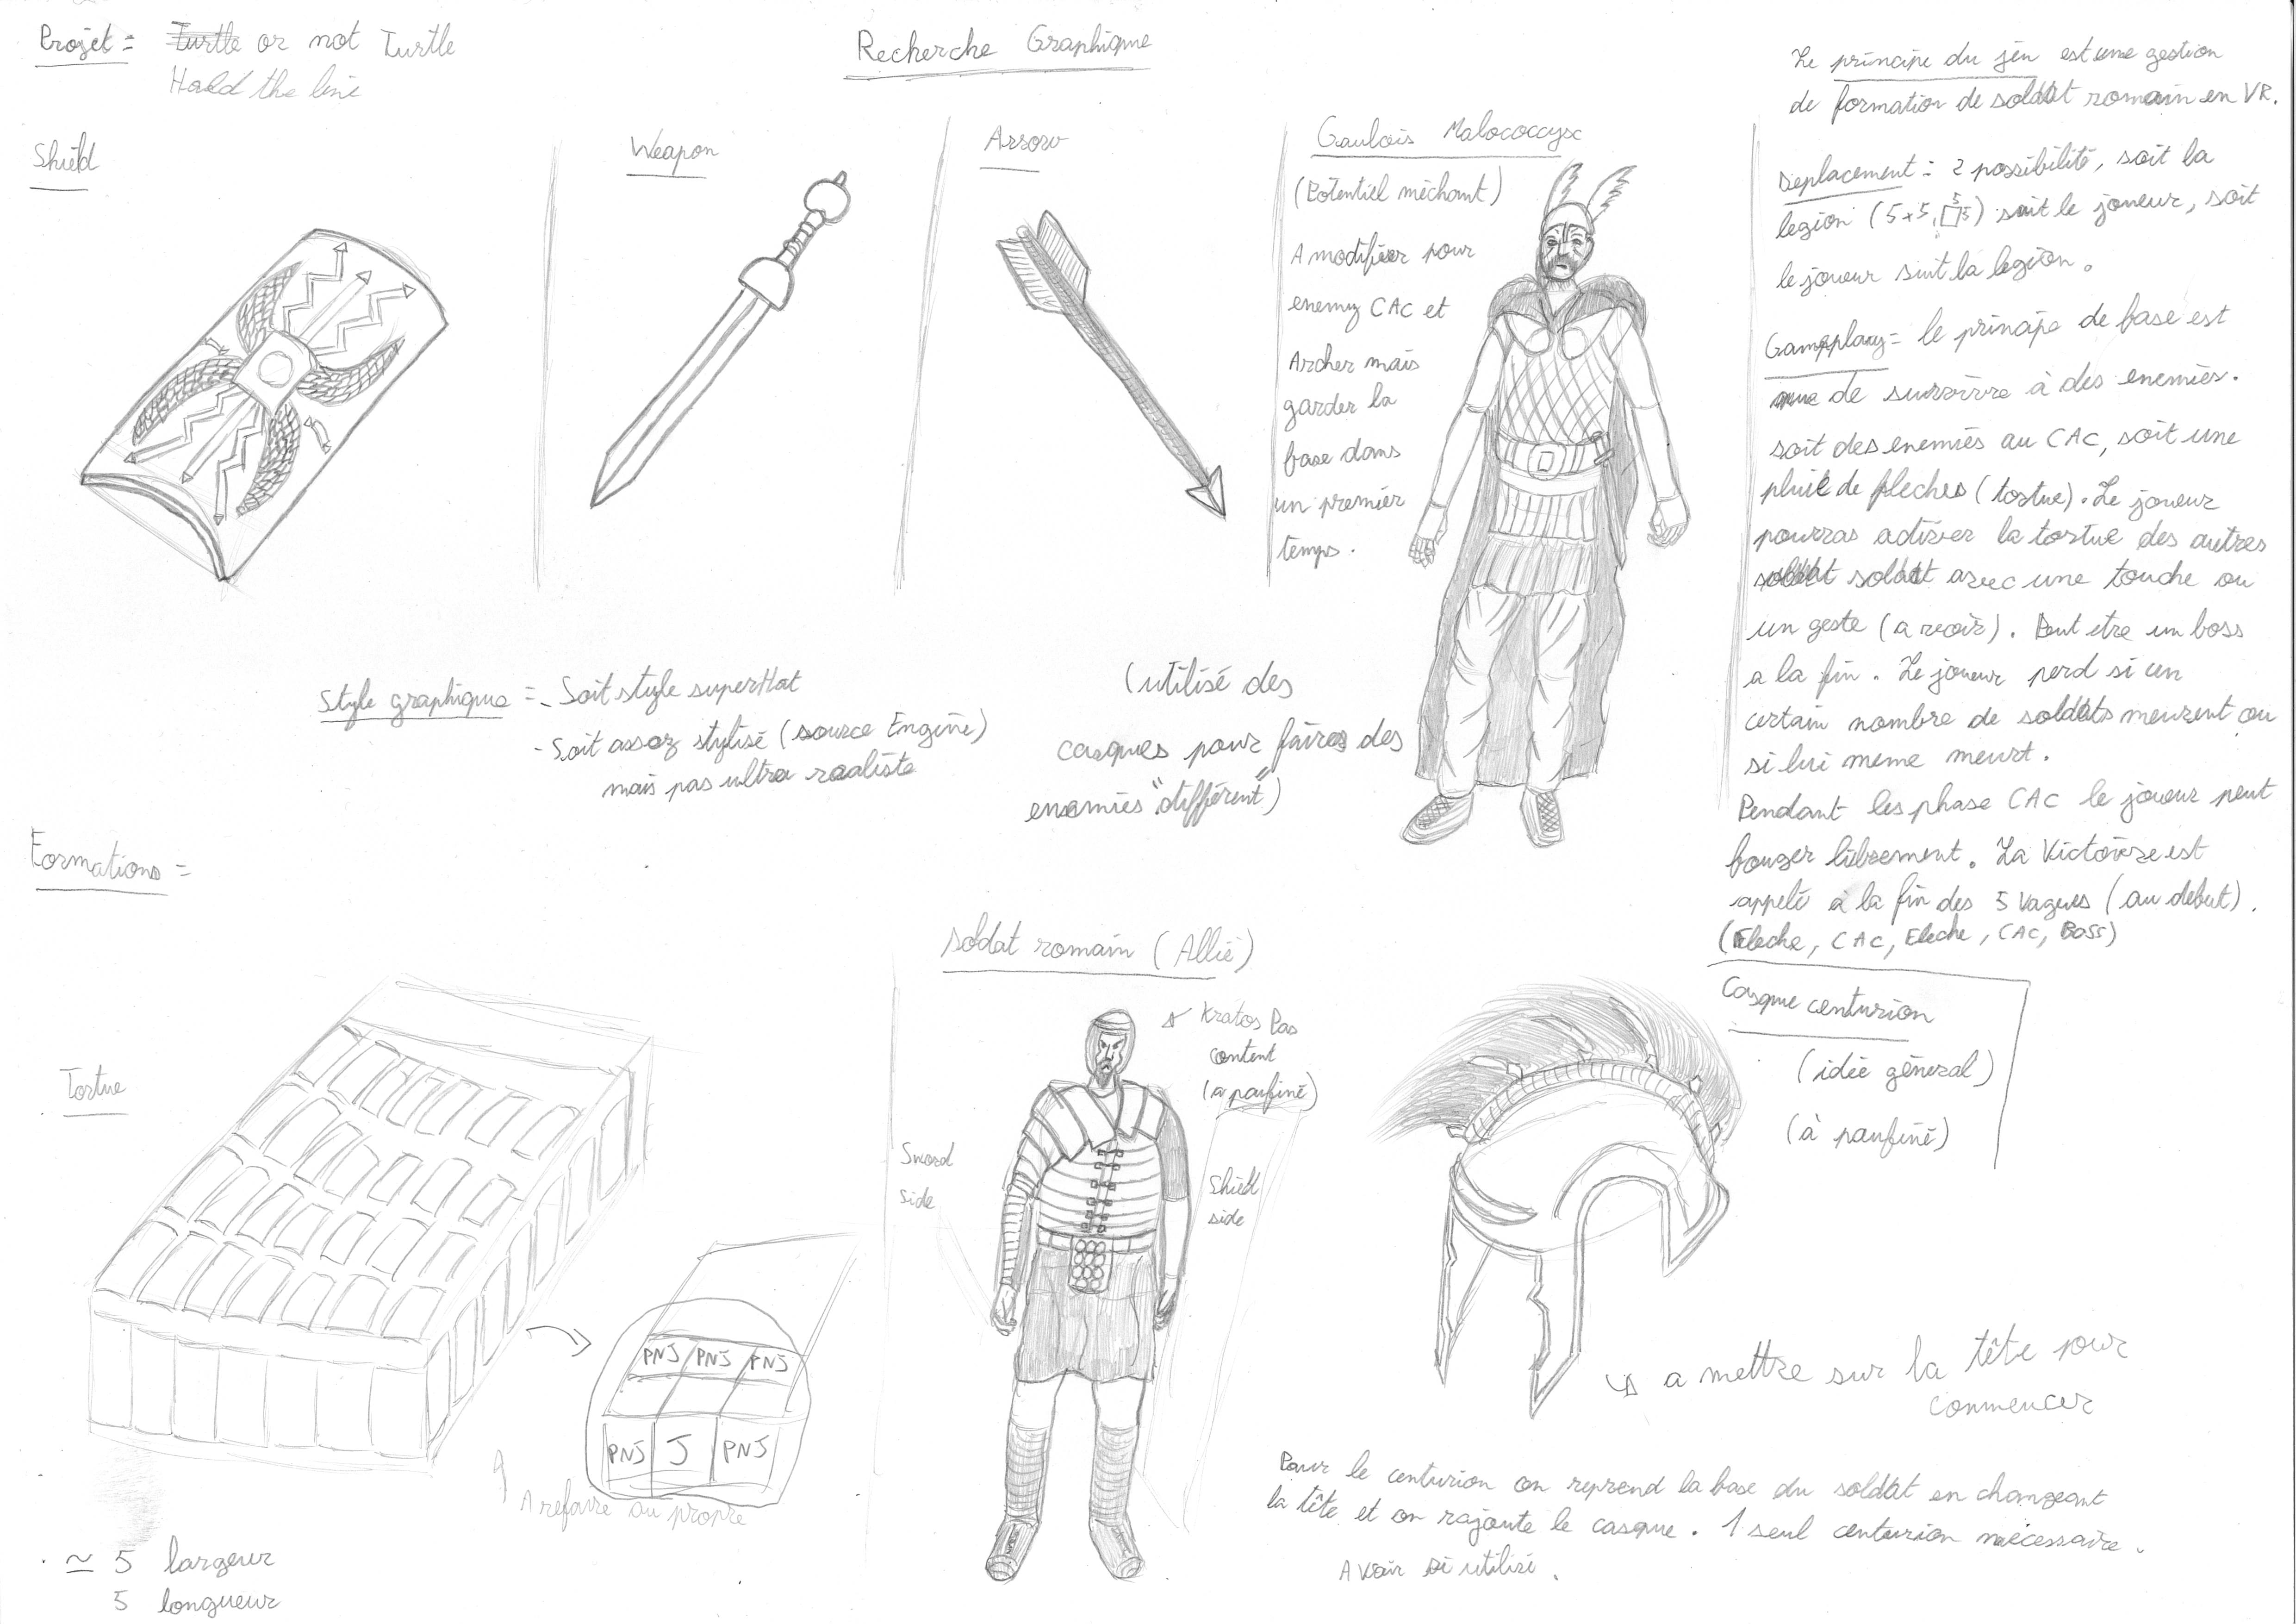 Projet = Turtle or not Turtle
Hold the line
Recherche Graphique
Shield
Weapon
Arrow
Gaulois Malococcyx
(Potentiel méchant)
A modifier pour
enemy CAC et
Archer mais
garder la
base dans
un premier
temps.
(utilisé des
casques pour faires des
enemies "différent")
Le principe du jeu est une gestion
de formation de soldat romain en VR.
Deplacement = 2 possibilité, soit la
legion (5x5, 5 5) suit le joueur, soit
le joueur suit la legion.
Gameplay = le principe de base est
de survivre à des enemies.
soit des enemies au CAC, soit une
pluie de fleches (tortue). Le joueur
pourras activer la tortue des autres
soldat soldat avec une touche ou
un geste (a revoir). Peut etre un boss
a la fin. Le joueur perd si un
certain nombre de soldats meurent ou
si lui meme meurt.
Pendant les phase CAC le joueur peut
bouger librement. La Victoire est
appelé à la fin des 5 vagues (au debut).
(Fleche, CAC, Fleche, CAC, Boss)
Style graphique = - Soit style superHot
- Soit assez stylisé (source Engine)
mais pas ultra realiste
Formations =
Tortue
PNJ PNJ PNJ
PNJ J PNJ
A refaire au propre
≃ 5 largeur
5 longueur
Soldat romain (Allié)
Kratos Pas
content
(a paufiné)
Sword
side
Shield
side
Casque centurion
(idée géneral)
(à paufiné)
a mettre sur la tête pour
commencer
Pour le centurion on reprend la base du soldat en changeant
la tête et on rajoute le casque. 1 seul centurion nécessaire.
A voir si utilisé.